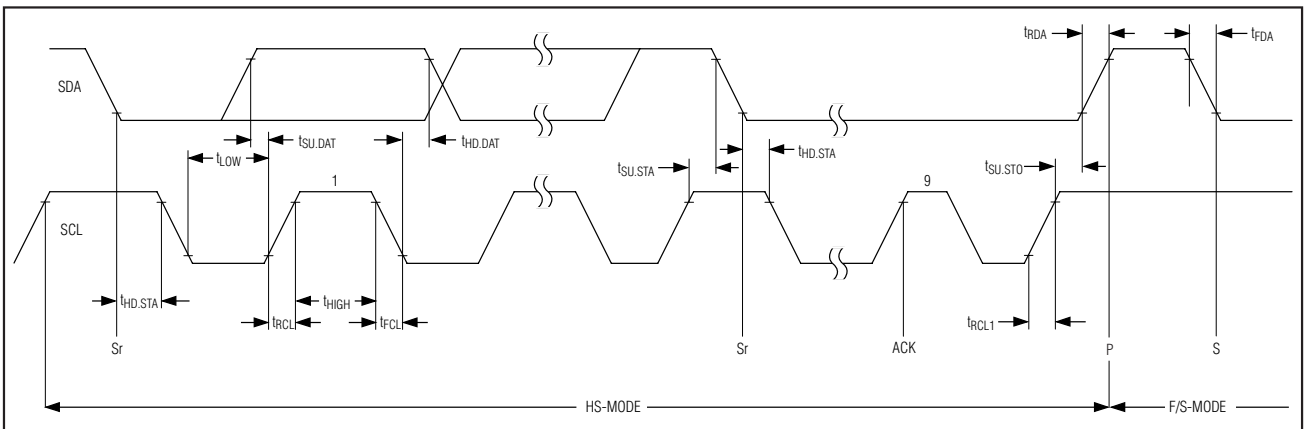 tRDA
tFDA
SDA
tSU.DAT
tHD.DAT
tLOW
tHD.STA
tSU.STA
tSU.STO
1
9
SCL
tHD.STA
tHIGH
tRCL
tFCL
tRCL1
Sr
Sr
ACK
P
S
HS-MODE
F/S-MODE